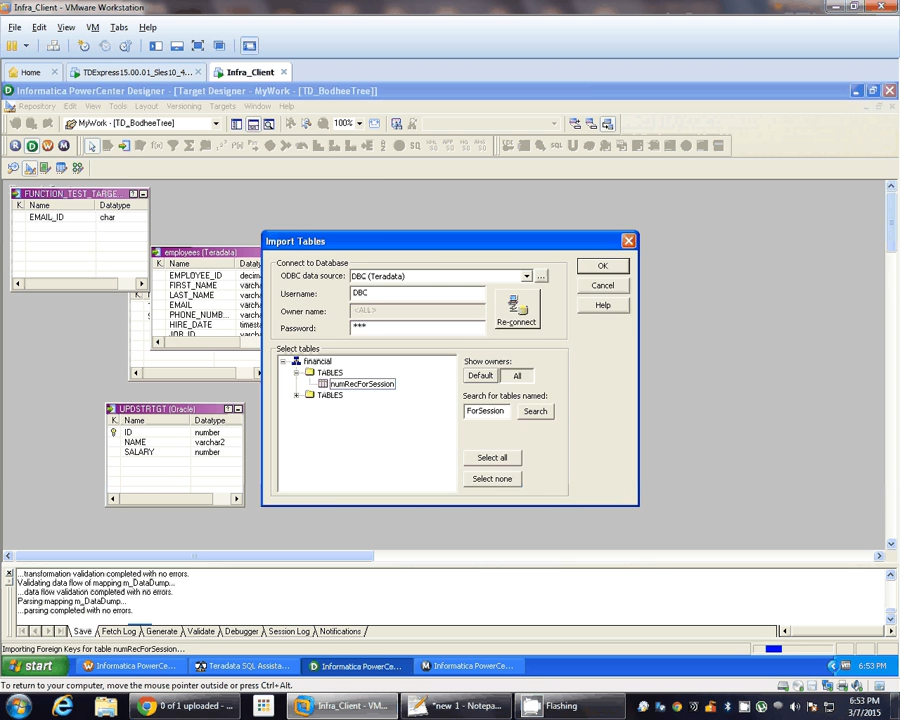 Infra_Client - VMware Workstation
File Edit View VM Tabs Help
Home TDExpress15.00.01_Sles10_4... Infra_Client
Informatica PowerCenter Designer - [Target Designer - MyWork - [TD_BodheeTree]]
Repository Edit View Tools Layout Versioning Targets Window Help
MyWork - [TD_BodheeTree] 100%
R D W M
FUNCTION_TEST_TARGE
K. Name Datatype
EMAIL_ID char
employees (Teradata)
K. Name Dataty
EMPLOYEE_ID decima
FIRST_NAME varcha
LAST_NAME varcha
EMAIL varcha
PHONE_NUMB... varcha
HIRE_DATE timesta
JOB_ID
UPDSTRTGT (Oracle)
K. Name Datatype
ID number
NAME varchar2
SALARY number
Import Tables
Connect to Database
ODBC data source: DBC (Teradata) ...
Username: DBC
Owner name: <ALL>
Password: ***
Re-connect
OK
Cancel
Help
Select tables
financial
TABLES
numRecForSession
TABLES
Show owners:
Default All
Search for tables named:
ForSession Search
Select all
Select none
...transformation validation completed with no errors.
Validating data flow of mapping m_DataDump...
...data flow validation completed with no errors.
Parsing mapping m_DataDump...
...parsing completed with no errors.
Save Fetch Log Generate Validate Debugger Session Log Notifications
Importing Foreign Keys for table numRecForSession...
start Informatica PowerCe... Teradata SQL Assista... Informatica PowerCe... Informatica PowerCe... 6:53 PM
To return to your computer, move the mouse pointer outside or press Ctrl+Alt.
0 of 1 uploaded - ... Infra_Client - VM... *new 1 - Notepa... Flashing
6:53 PM
3/7/2015